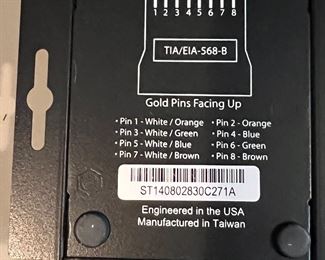 1 2 3 4 5 6 7 8
TIA/EIA-568-B
Gold Pins Facing Up
• Pin 1 - White / Orange • Pin 2 - Orange
• Pin 3 - White / Green • Pin 4 - Blue
• Pin 5 - White / Blue • Pin 6 - Green
• Pin 7 - White / Brown • Pin 8 - Brown
ST140802830C271A
Engineered in the USA
Manufactured in Taiwan